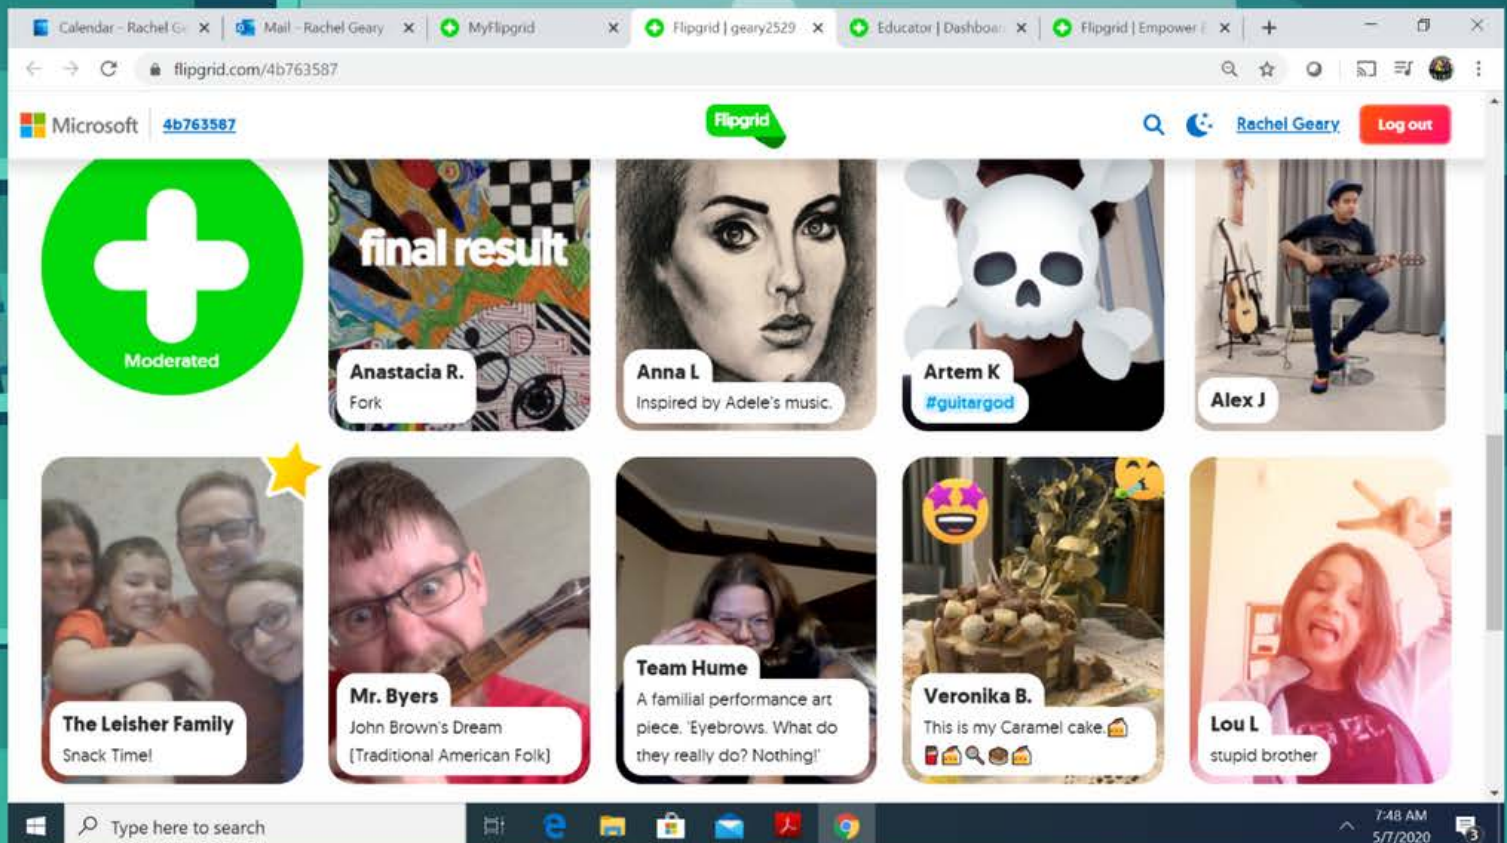 Calendar - Rachel G
Mail - Rachel Geary
MyFlipgrid
Flipgrid | geary2529
Educator | Dashboa
Flipgrid | Empower
flipgrid.com/4b763587
Microsoft
4b763587
Flipgrid
Rachel Geary
Log out
Moderated
final result
Anastacia R.
Fork
Anna L
Inspired by Adele's music.
Artem K
#guitargod
Alex J
The Leisher Family
Snack Time!
Mr. Byers
John Brown's Dream
(Traditional American Folk)
Team Hume
A familial performance art
piece. 'Eyebrows. What do
they really do? Nothing!'
Veronika B.
This is my Caramel cake.
Lou L
stupid brother
Type here to search
7:48 AM
5/7/2020
3